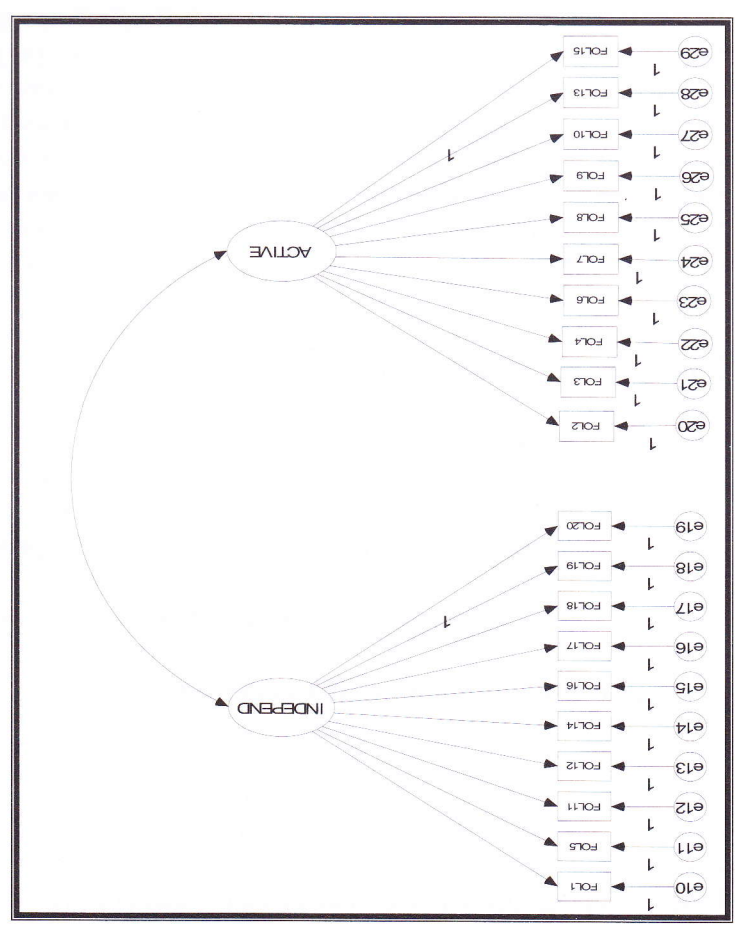 e10 1 FOL1
e11 1 FOL5
e12 1 FOL11
e13 1 FOL12
e14 1 FOL14
INDEPEND
e15 1 FOL16
e16 1 FOL17
1
e17 1 FOL18
e18 1 FOL19
e19 1 FOL20
e20 1 FOL2
e21 1 FOL3
e22 1 FOL4
e23 1 FOL6
e24 1 FOL7
ACTIVE
e25 1 FOL8
e26 1 FOL9
1
e27 1 FOL10
e28 1 FOL13
e29 1 FOL15